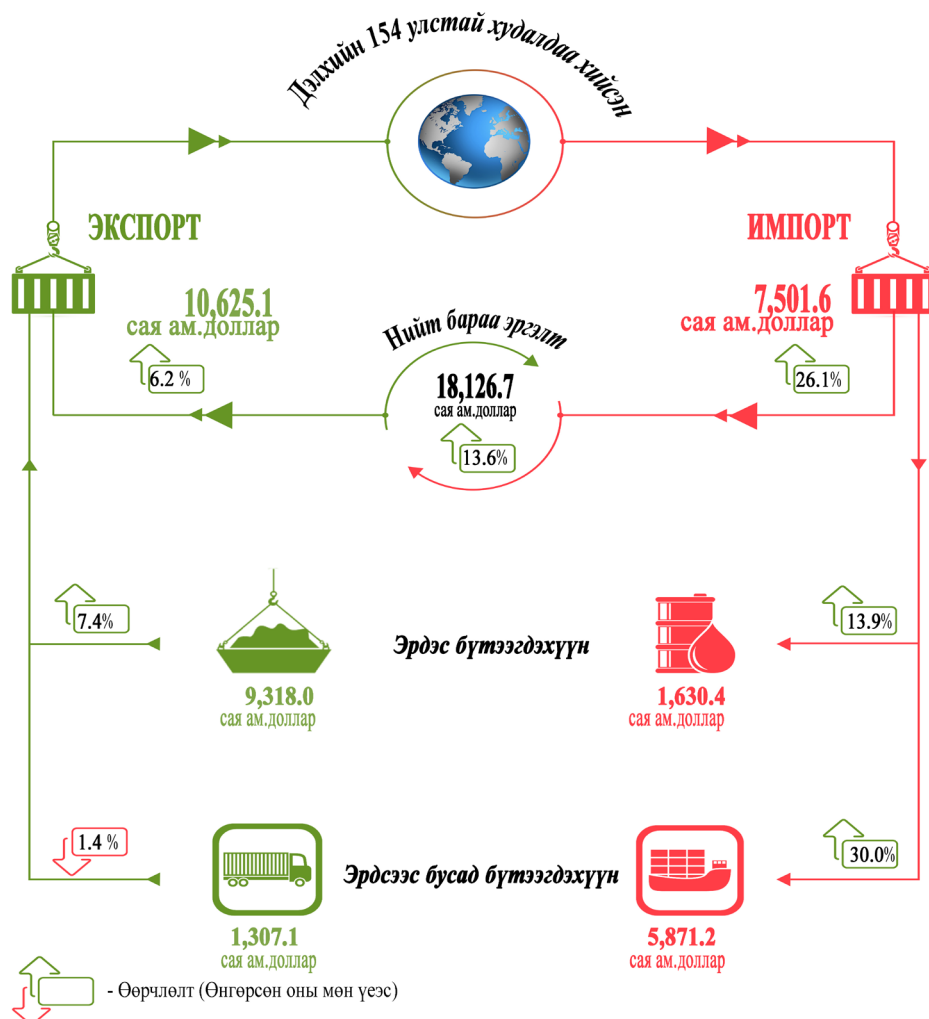 Дэлхийн 154 улстай худалдаа хийсэн
ЭКСПОРТ
ИМПОРТ
10,625.1
сая ам.доллар
6.2 %
7,501.6
сая ам.доллар
26.1%
Нийт бараа эргэлт
18,126.7
сая ам.доллар
13.6%
7.4%
13.9%
Эрдэс бүтээгдэхүүн
9,318.0
сая ам.доллар
1,630.4
сая ам.доллар
1.4 %
30.0%
Эрдсээс бусад бүтээгдэхүүн
1,307.1
сая ам.доллар
5,871.2
сая ам.доллар
- Өөрчлөлт (Өнгөрсөн оны мөн үеэс)